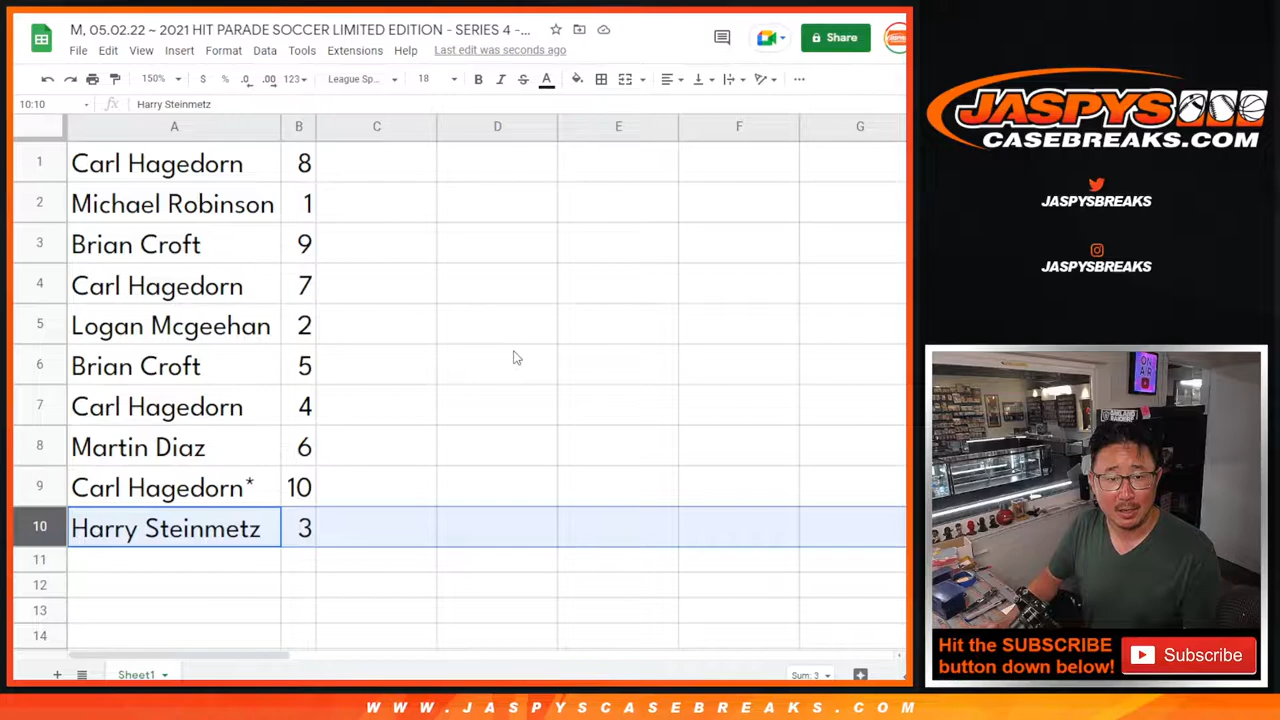 M, 05.02.22 ~ 2021 HIT PARADE SOCCER LIMITED EDITION - SERIES 4 -...
File Edit View Insert Format Data Tools Extensions Help Last edit was seconds ago
Share
150% $ % .0 .00 123 League Sp... 18 B I S A
10:10 Harry Steinmetz
A B C D E F G
1 Carl Hagedorn 8
2 Michael Robinson 1
3 Brian Croft 9
4 Carl Hagedorn 7
5 Logan Mcgeehan 2
6 Brian Croft 5
7 Carl Hagedorn 4
8 Martin Diaz 6
9 Carl Hagedorn* 10
10 Harry Steinmetz 3
11
12
13
14
Sheet1
Sum: 3
JASPYS
CASEBREAKS.COM
JASPYSBREAKS
JASPYSBREAKS
ON
AIR
OAKLAND
RAIDERS
Hit the SUBSCRIBE
button down below!
Subscribe
WWW.JASPYSCASEBREAKS.COM